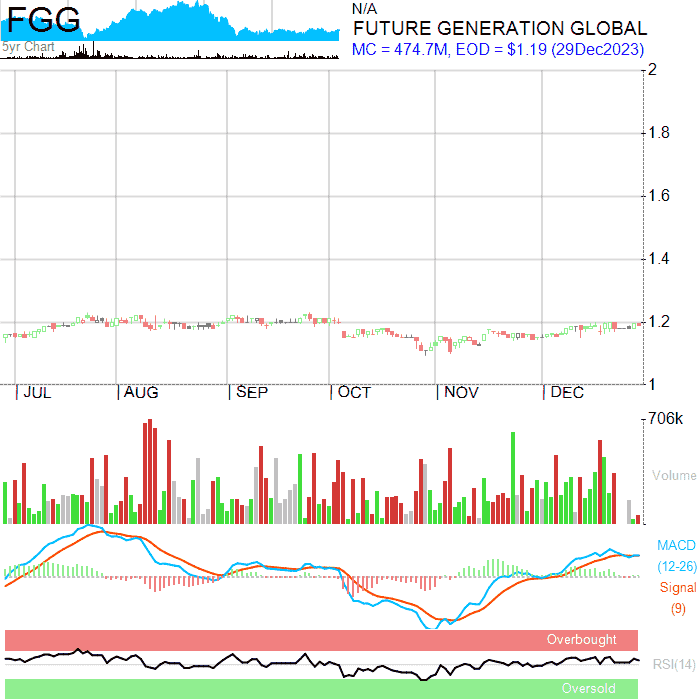 FGG
5yr Chart
N/A
FUTURE GENERATION GLOBAL
MC = 474.7M, EOD = $1.19 (29Dec2023)
2
1.8
1.6
1.4
1.2
1
JUL AUG SEP OCT NOV DEC
706k
Volume
MACD
(12-26)
Signal
(9)
Overbought
RSI(14)
Oversold